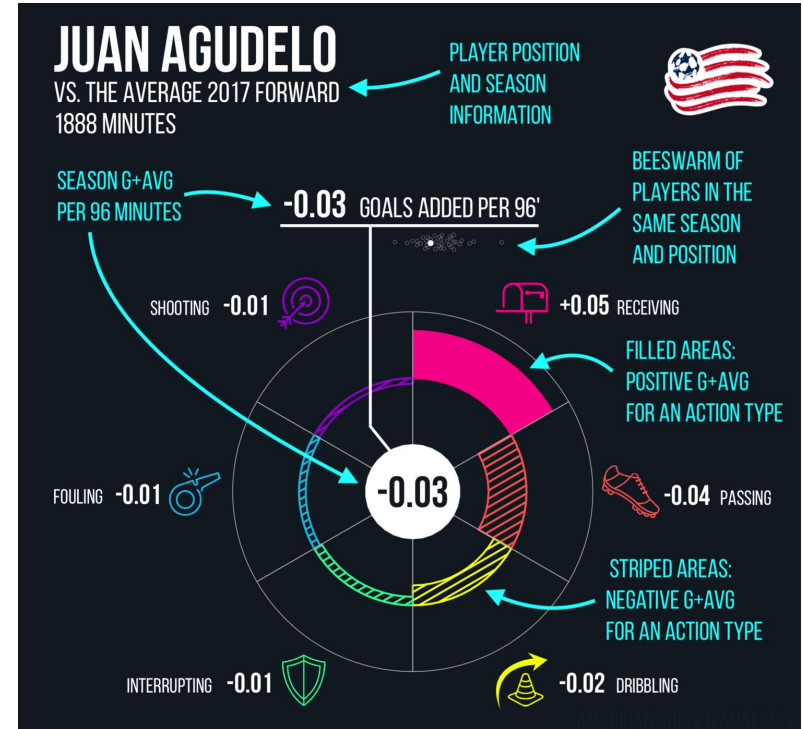 JUAN AGUDELO
VS. THE AVERAGE 2017 FORWARD
1888 MINUTES
PLAYER POSITION
AND SEASON
INFORMATION
SEASON G+AVG
PER 96 MINUTES
-0.03 GOALS ADDED PER 96'
BEESWARM OF
PLAYERS IN THE
SAME SEASON
AND POSITION
SHOOTING -0.01
+0.05 RECEIVING
FILLED AREAS:
POSITIVE G+AVG
FOR AN ACTION TYPE
FOULING -0.01
-0.03
-0.04 PASSING
STRIPED AREAS:
NEGATIVE G+AVG
FOR AN ACTION TYPE
INTERRUPTING -0.01
-0.02 DRIBBLING
AMERICAN SOCCER ANALYSIS